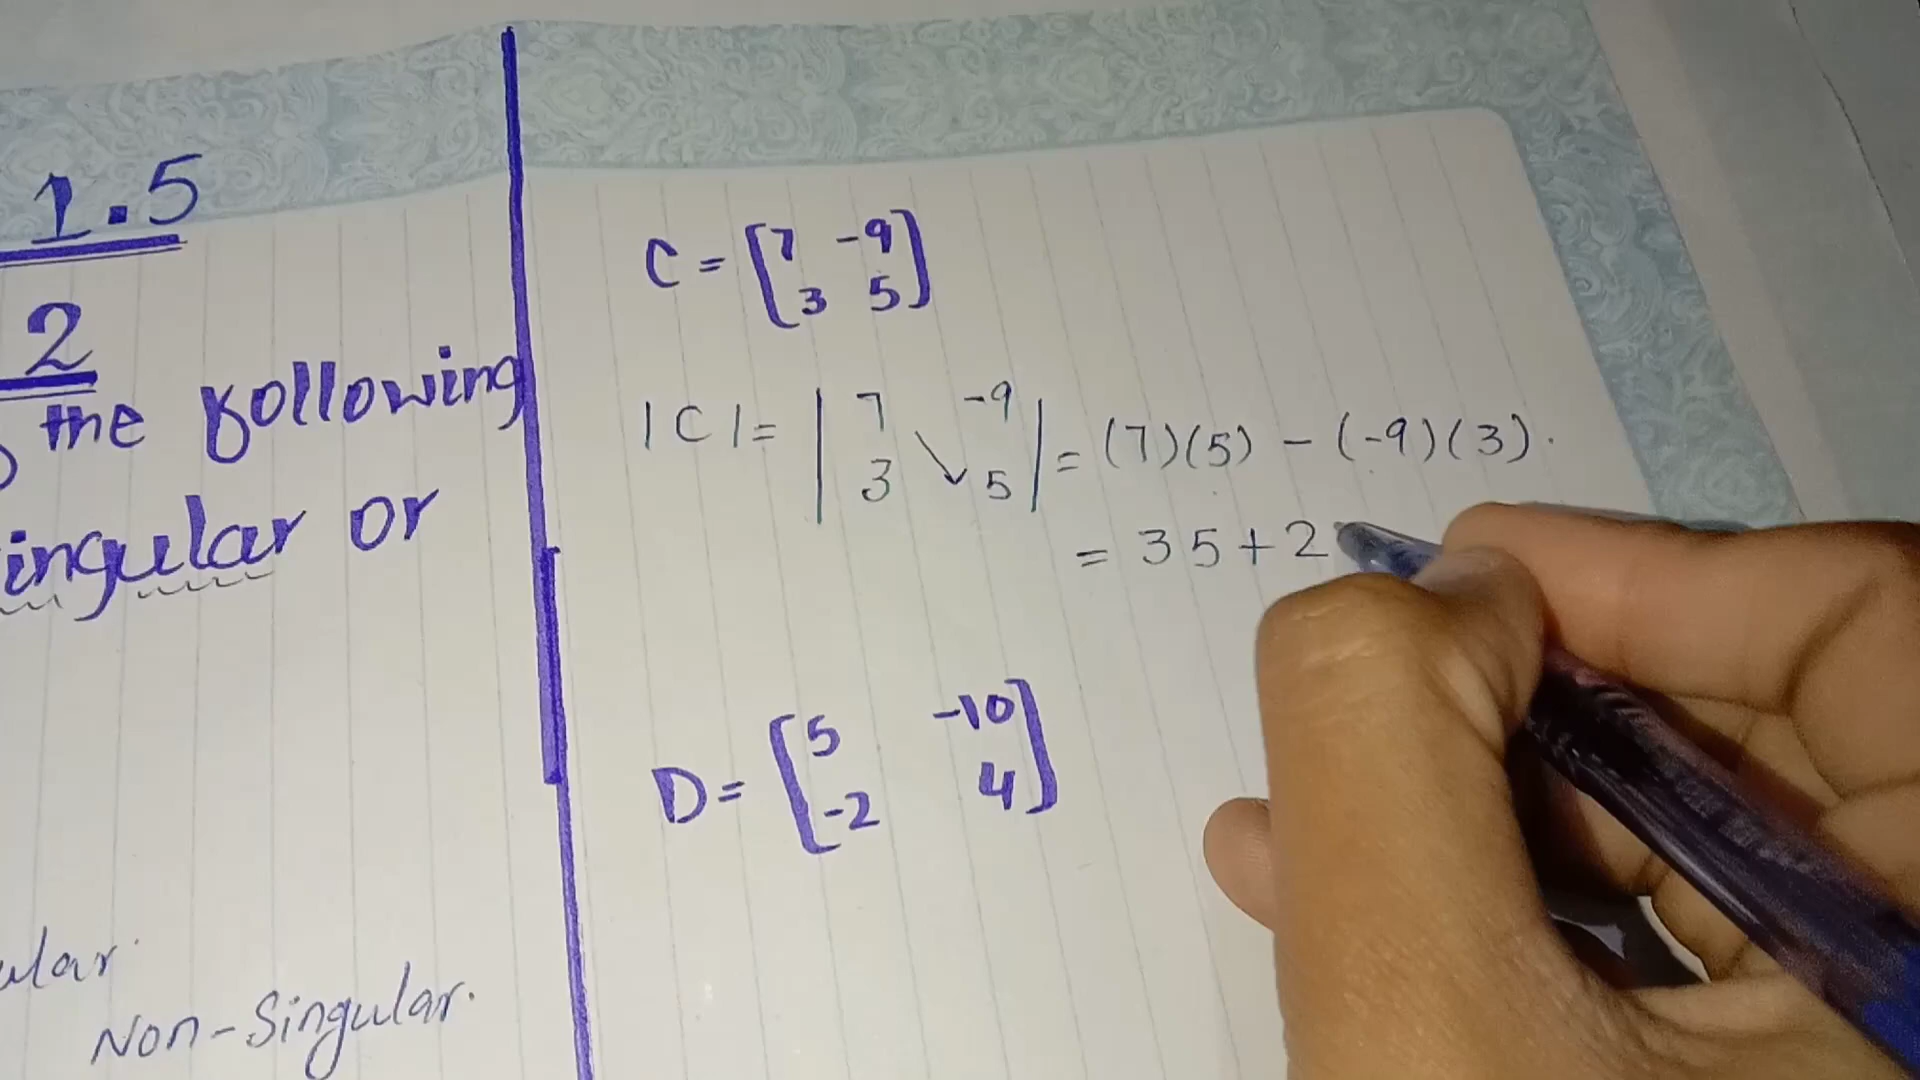 1.5
2
the following
ingular or
ular.
Non-Singular.
C = [7 -9
3 5]
|C| = |7 -9
3 5| = (7)(5) - (-9)(3).
= 35+2
D = [5 -10
-2 4]